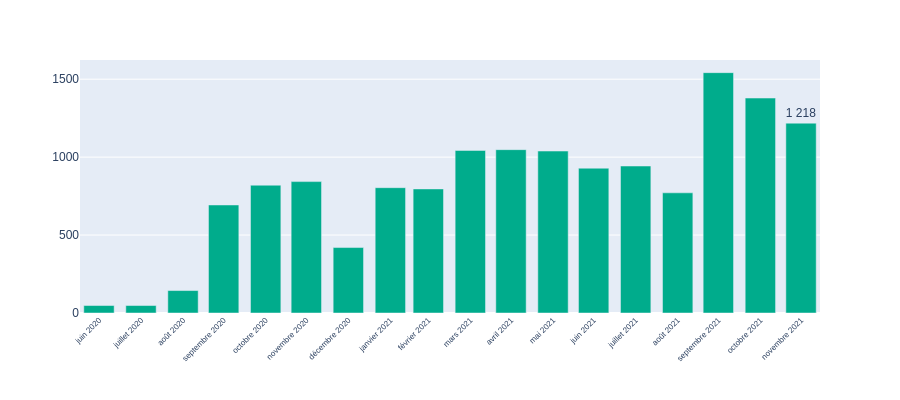 1500
1000
500
0
1 218
juin 2020
juillet 2020
août 2020
septembre 2020
octobre 2020
novembre 2020
décembre 2020
janvier 2021
février 2021
mars 2021
avril 2021
mai 2021
juin 2021
juillet 2021
août 2021
septembre 2021
octobre 2021
novembre 2021